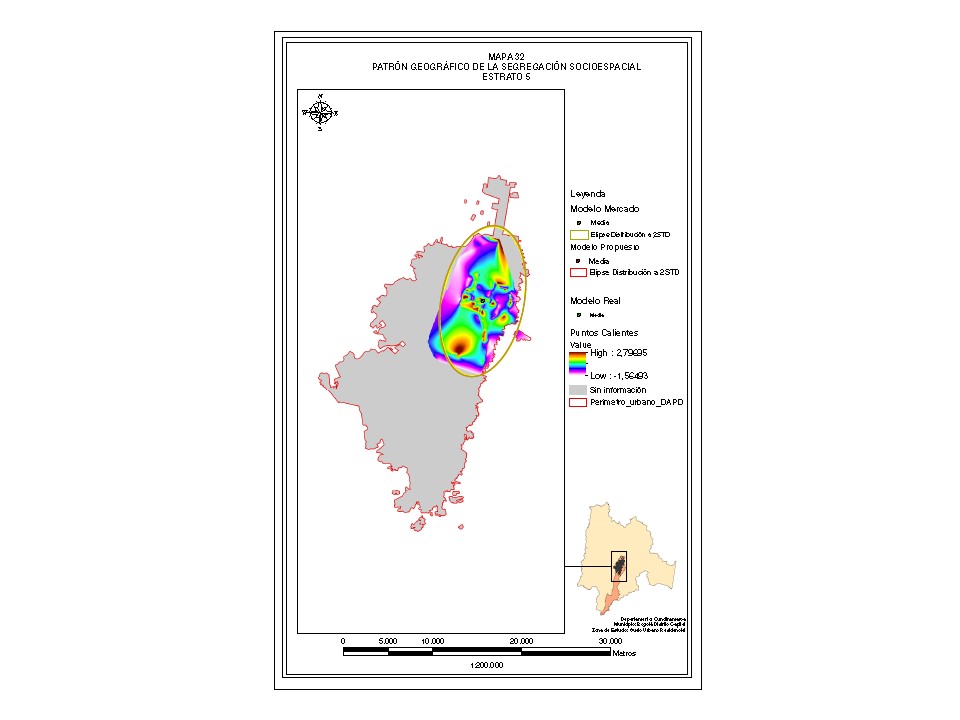 MAPA 32
PATRÓN GEOGRÁFICO DE LA SEGREGACIÓN SOCIOESPACIAL
ESTRATO 5
N
W
E
S
Leyenda
Modelo Mercado
Media
Elipse Distribución a 2STD
Modelo Propuesto
Media
Elipse Distribución a 2STD
Modelo Real
Media
Puntos Calientes
Value
High : 2,79695
Low : -1,56493
Sin información
Perimetro_urbano_DAPD
Departamento Cundinamarca
Municipio: Bogotá Distrito Capital
Zona de Estudio: Suelo Urbano Residencial
0 5.000 10.000 20.000 30.000
Metros
1:200.000